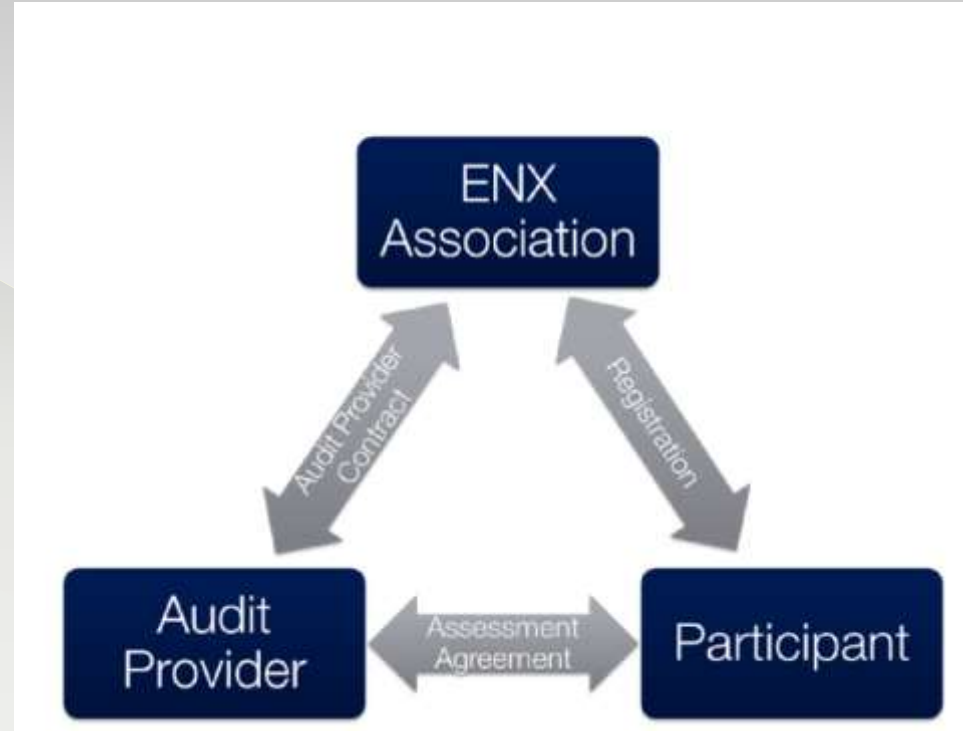 ENX
Association
Audit Provider
Contract
Registration
Audit
Provider
Assessment
Agreement
Participant